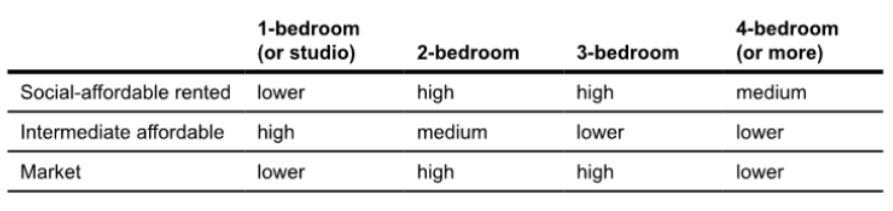 1-bedroom (or studio) 2-bedroom 3-bedroom 4-bedroom (or more)
Social-affordable rented lower high high medium
Intermediate affordable high medium lower lower
Market lower high high lower